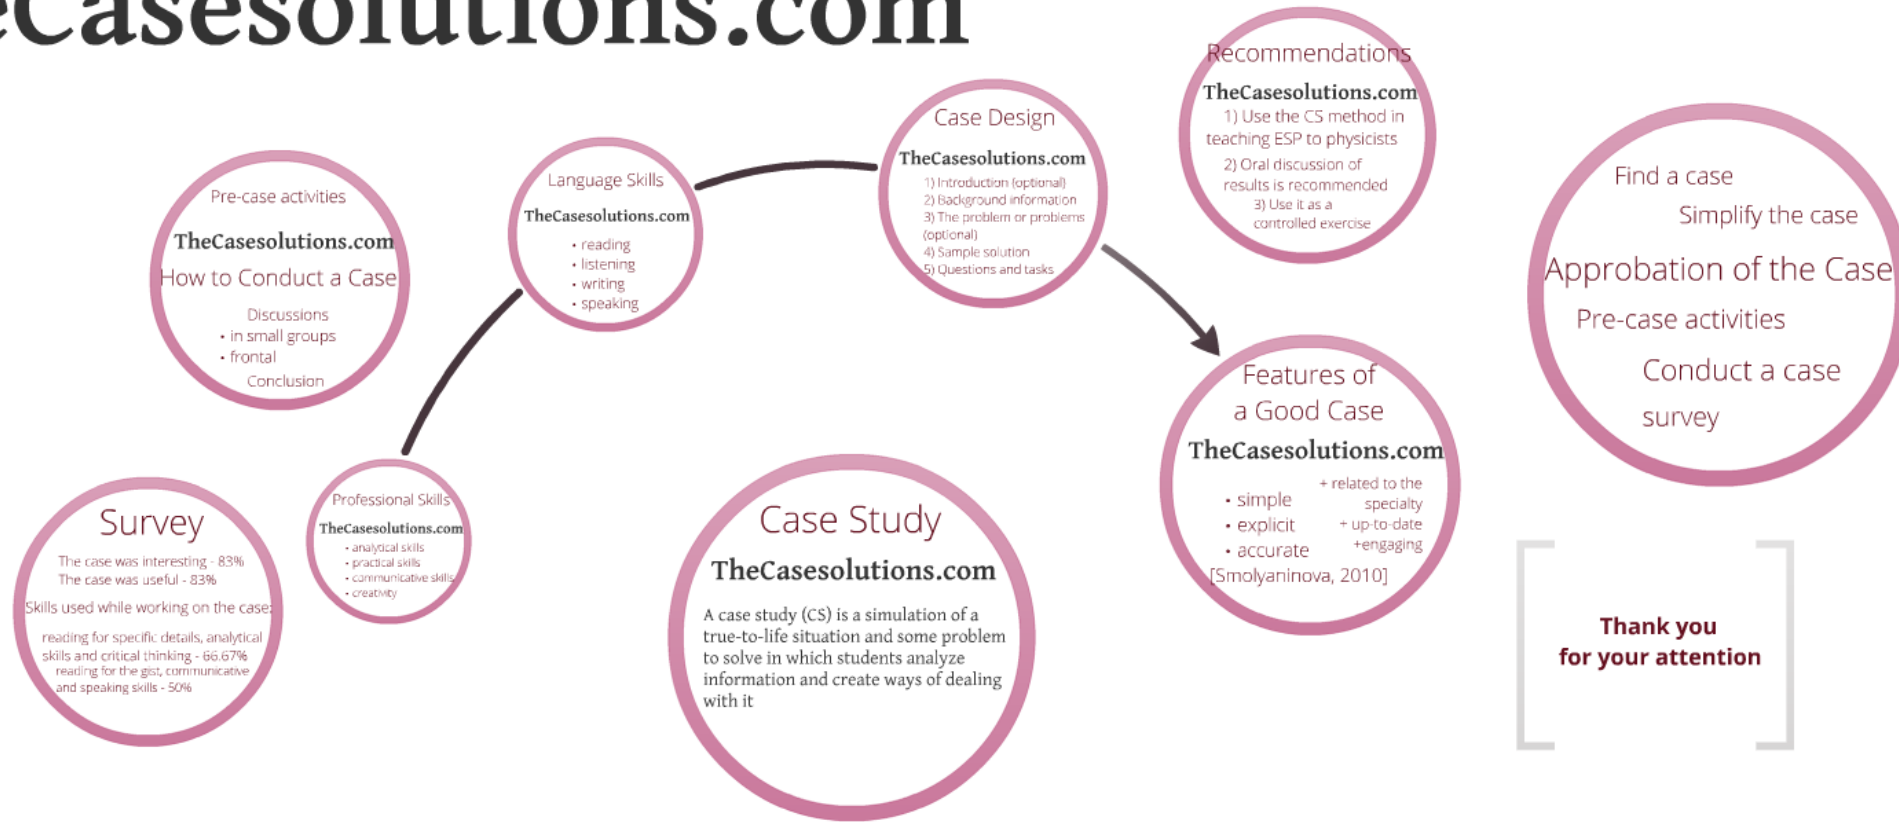 eCasesolutions.com
Pre-case activities
TheCasesolutions.com
How to Conduct a Case
Discussions
• in small groups
• frontal
Conclusion
Language Skills
TheCasesolutions.com
• reading
• listening
• writing
• speaking
Case Design
TheCasesolutions.com
1) Introduction (optional)
2) Background information
3) The problem or problems
(optional)
4) Sample solution
5) Questions and tasks
Recommendations
TheCasesolutions.com
1) Use the CS method in
teaching ESP to physicists
2) Oral discussion of
results is recommended
3) Use it as a
controlled exercise
Find a case
Simplify the case
Approbation of the Case
Pre-case activities
Conduct a case
survey
Survey
The case was interesting - 83%
The case was useful - 83%
Skills used while working on the case:
reading for specific details, analytical
skills and critical thinking - 66.67%
reading for the gist, communicative
and speaking skills - 50%
Professional Skills
TheCasesolutions.com
• analytical skills
• practical skills
• communicative skills
• creativity
Case Study
TheCasesolutions.com
A case study (CS) is a simulation of a
true-to-life situation and some problem
to solve in which students analyze
information and create ways of dealing
with it
Features of
a Good Case
TheCasesolutions.com
• simple
• explicit
• accurate
+ related to the
specialty
+ up-to-date
+engaging
[Smolyaninova, 2010]
Thank you
for your attention